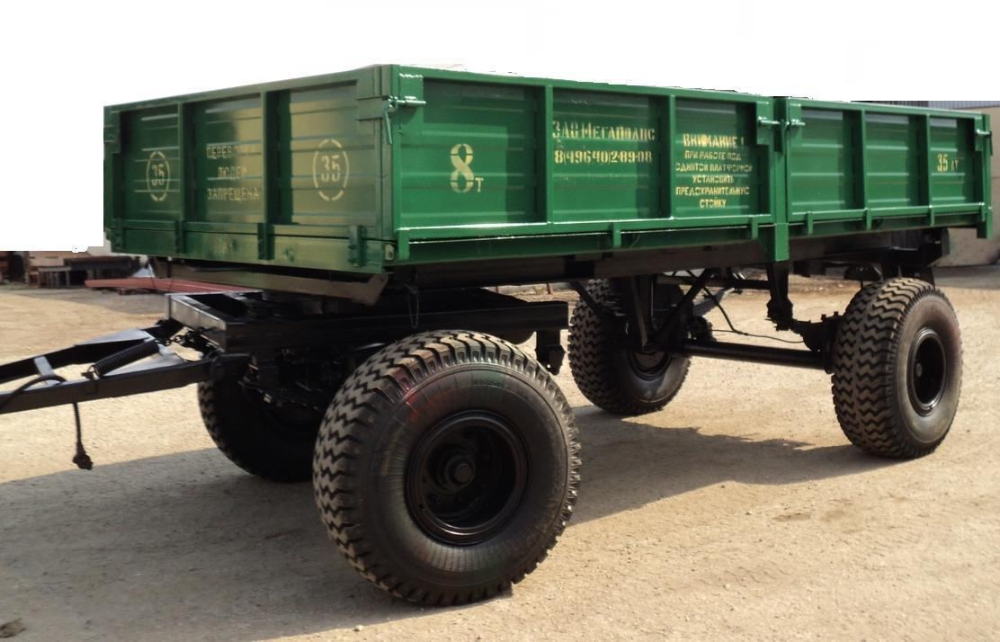 35
ПЕРЕВОЗКА
ЛЮДЕЙ
ЗАПРЕЩЕНА
35
8т
ЗАО МЕГАПОЛИС
8(49640)2-89-08
ВНИМАНИЕ!
ПРИ РАБОТЕ ПОД
ОДНЯТОЙ ПЛАТФОРМОЙ
УСТАНОВИТЬ
ПРЕДОХРАНИТЕЛЬНУЮ
СТОЙКУ
35